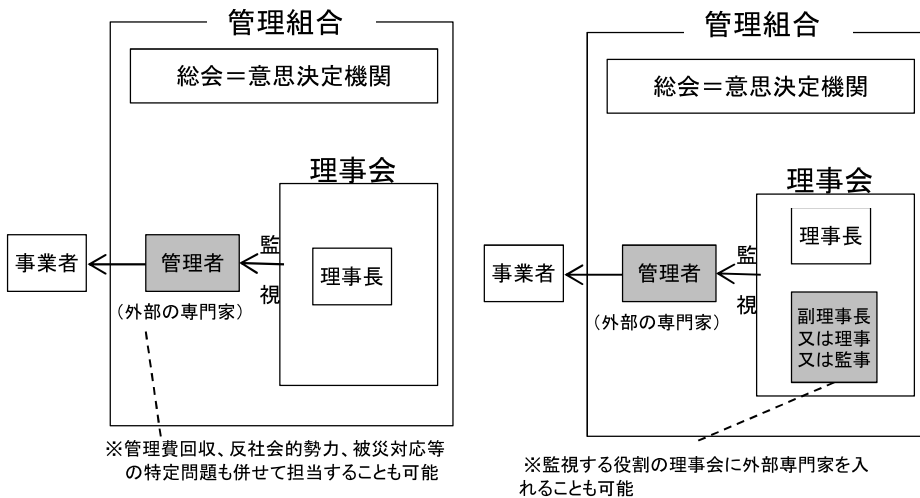 管理組合
総会＝意思決定機関
理事会
理事長
監視
管理者
（外部の専門家）
事業者
※管理費回収、反社会的勢力、被災対応等
の特定問題も併せて担当することも可能
管理組合
総会＝意思決定機関
理事会
理事長
副理事長
又は理事
又は監事
監視
管理者
（外部の専門家）
事業者
※監視する役割の理事会に外部専門家を入
れることも可能